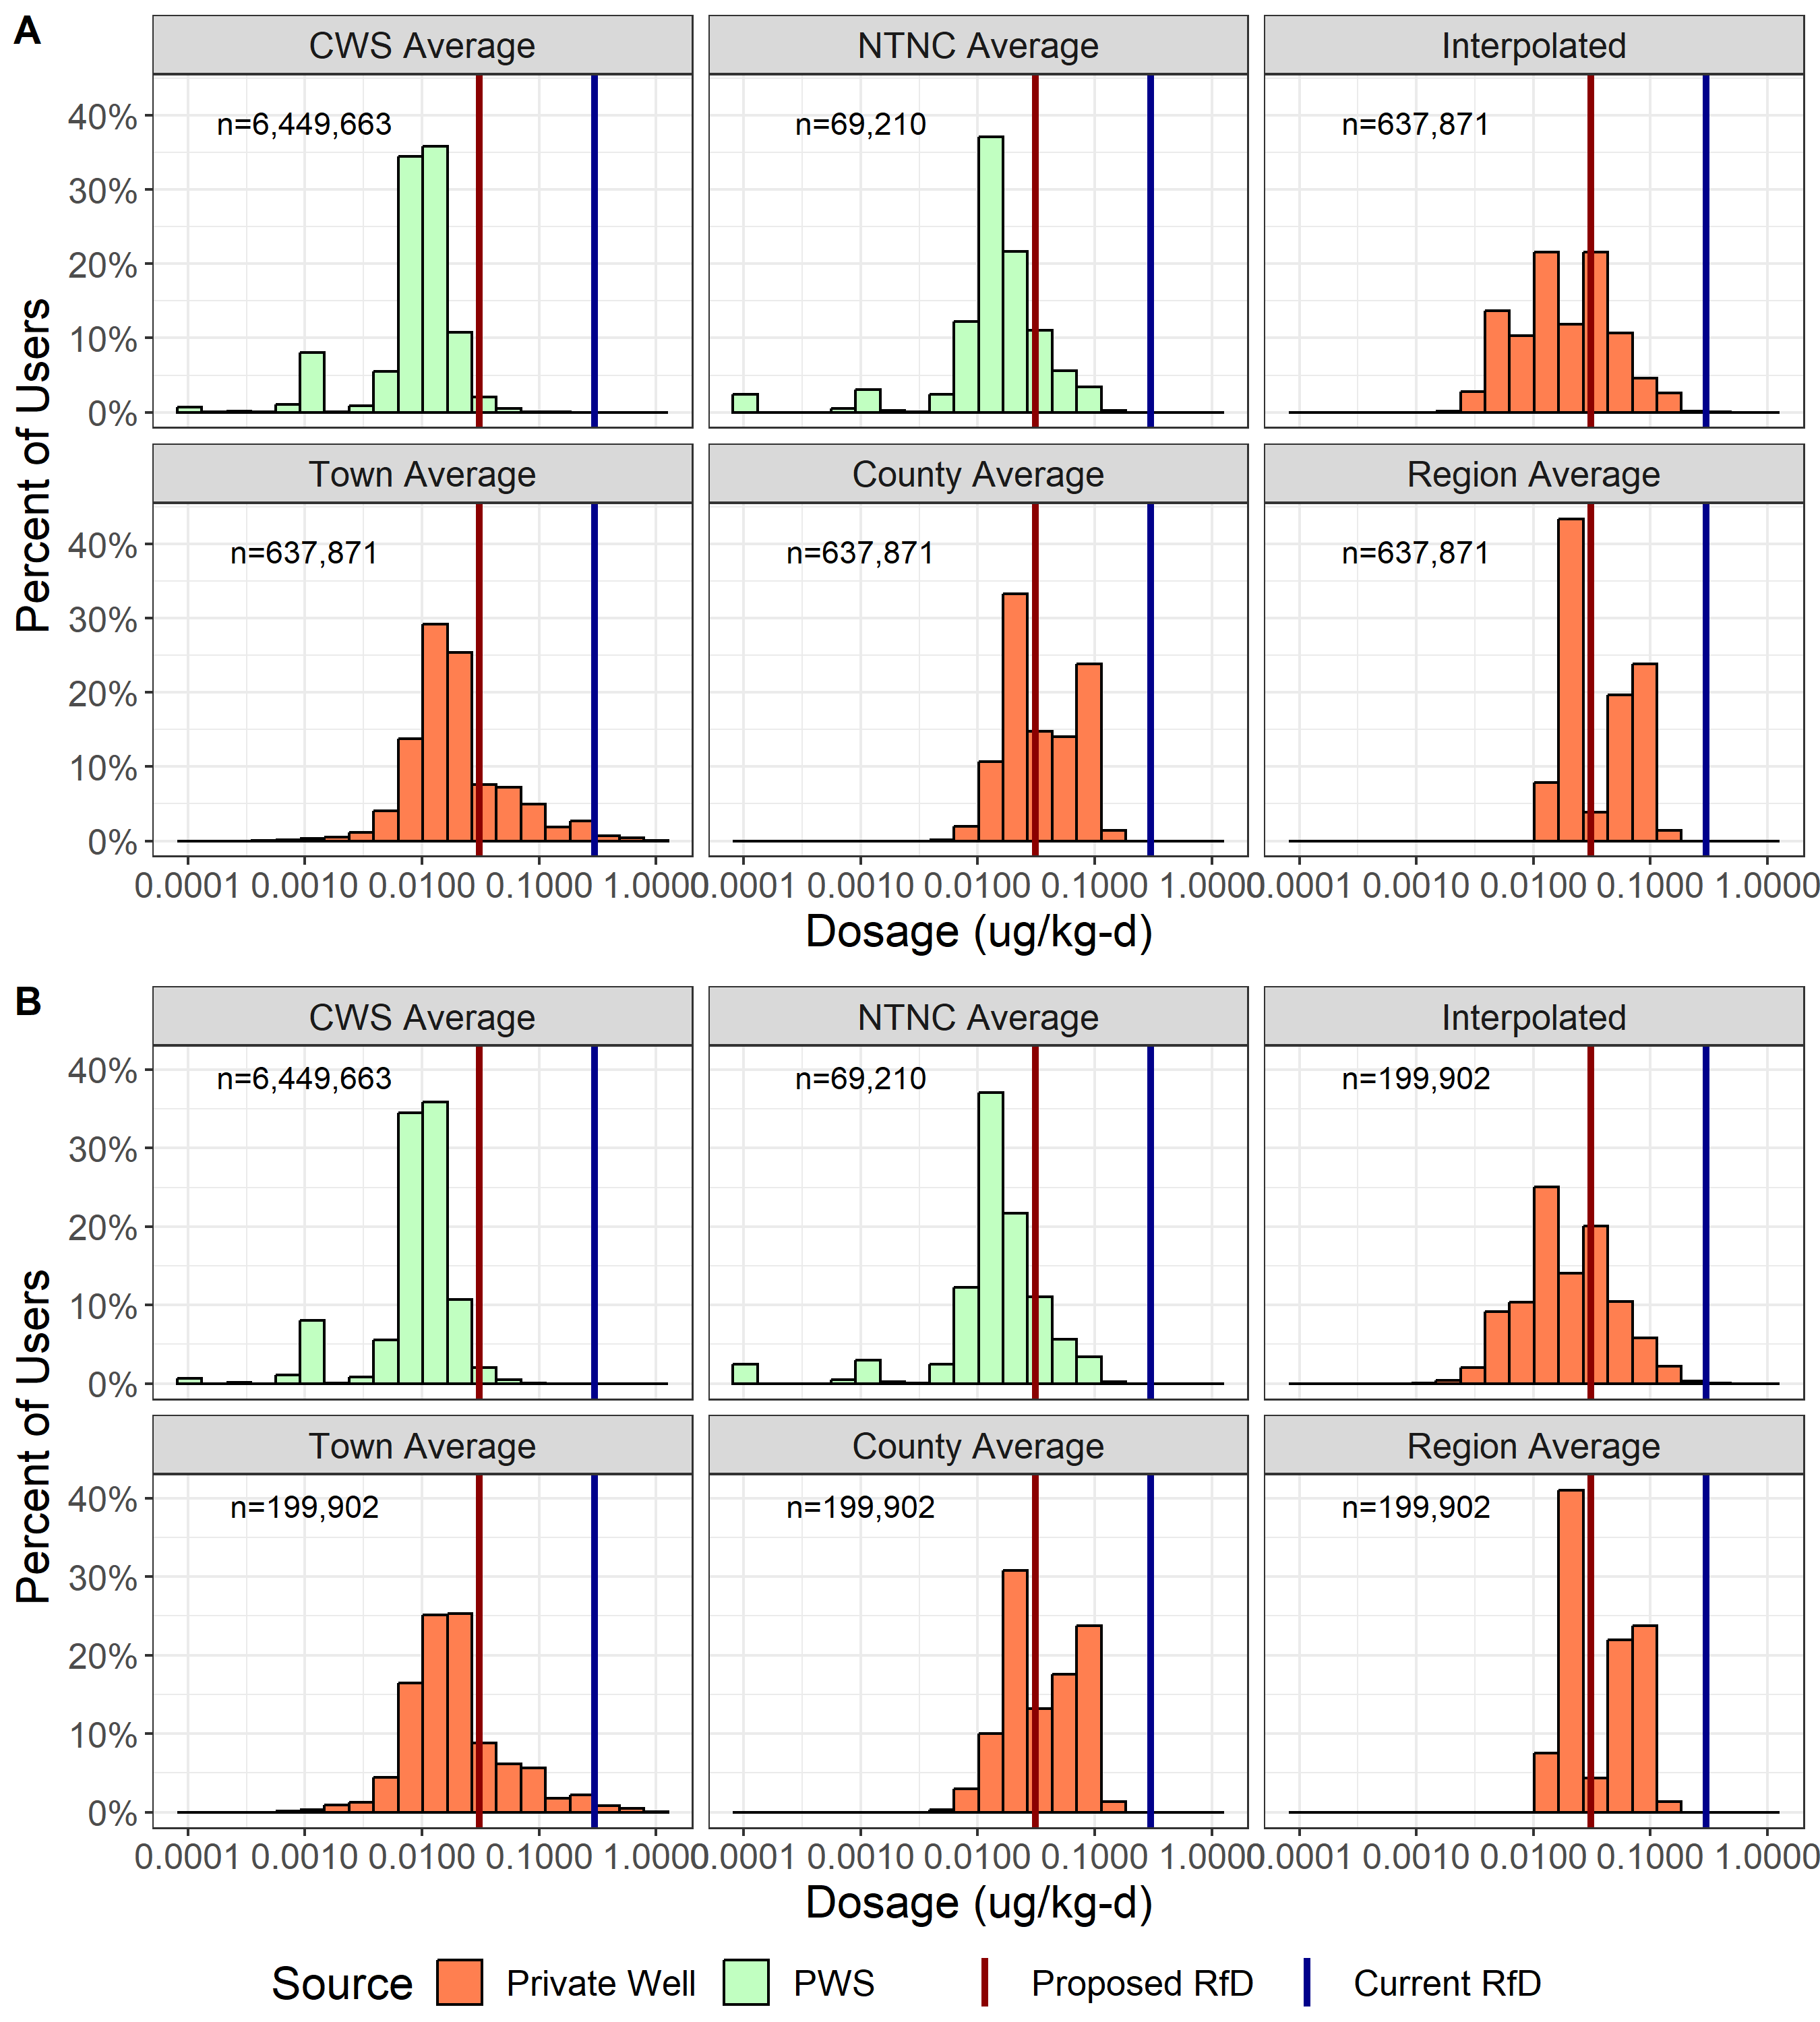 A
CWS Average
NTNC Average
Interpolated
n=6,449,663
n=69,210
n=637,871
40%
30%
20%
10%
0%
Town Average
County Average
Region Average
n=637,871
n=637,871
n=637,871
40%
30%
20%
10%
0%
Percent of Users
0.0001 0.0010 0.0100 0.1000 1.0000
0.0001 0.0010 0.0100 0.1000 1.0000
0.0001 0.0010 0.0100 0.1000 1.0000
Dosage (ug/kg-d)
B
CWS Average
NTNC Average
Interpolated
n=6,449,663
n=69,210
n=199,902
40%
30%
20%
10%
0%
Town Average
County Average
Region Average
n=199,902
n=199,902
n=199,902
40%
30%
20%
10%
0%
Percent of Users
0.0001 0.0010 0.0100 0.1000 1.0000
0.0001 0.0010 0.0100 0.1000 1.0000
0.0001 0.0010 0.0100 0.1000 1.0000
Dosage (ug/kg-d)
Source Private Well PWS Proposed RfD Current RfD